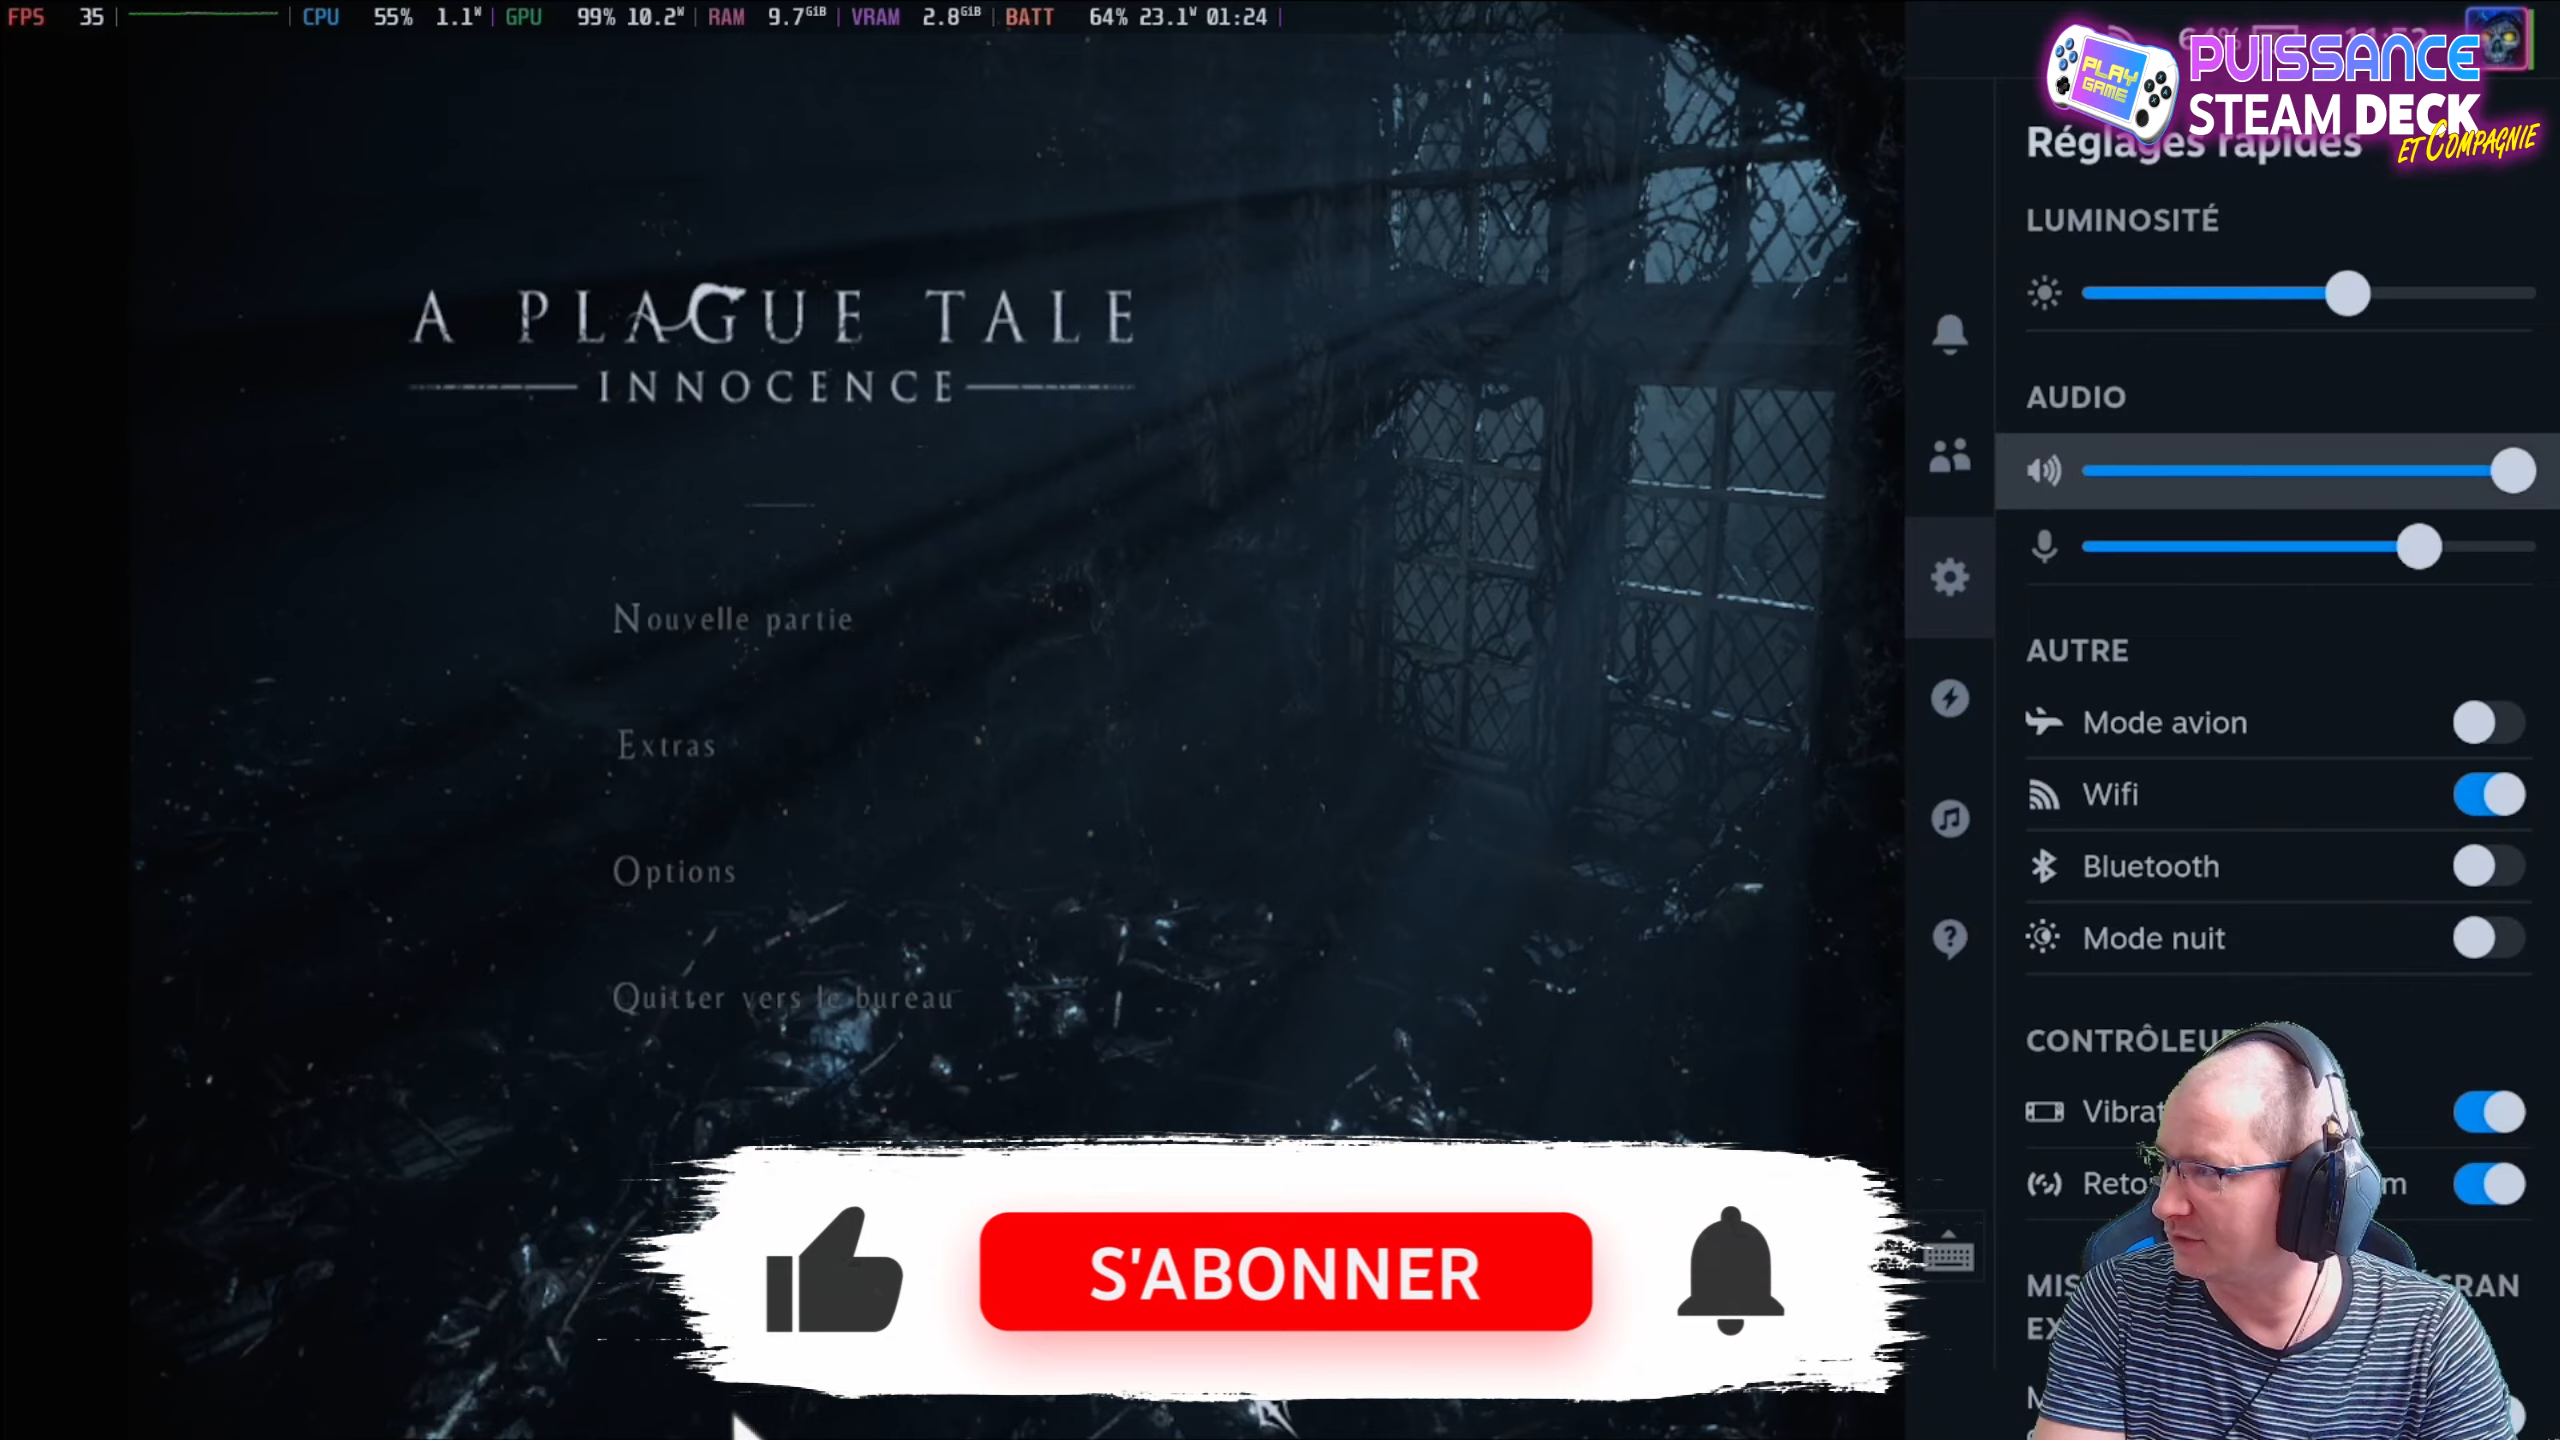 FPS 35 CPU 55% 1.1W GPU 99% 10.2W RAM 9.7GiB VRAM 2.8GiB BATT 64% 23.1W 01:24
PUISSANCE
STEAM DECK
ET COMPAGNIE
PLAY
GAME
Réglages rapides
LUMINOSITÉ
AUDIO
AUTRE
Mode avion
Wifi
Bluetooth
Mode nuit
A PLAGUE TALE
INNOCENCE
Nouvelle partie
Extras
Options
Quitter vers le bureau
S'ABONNER